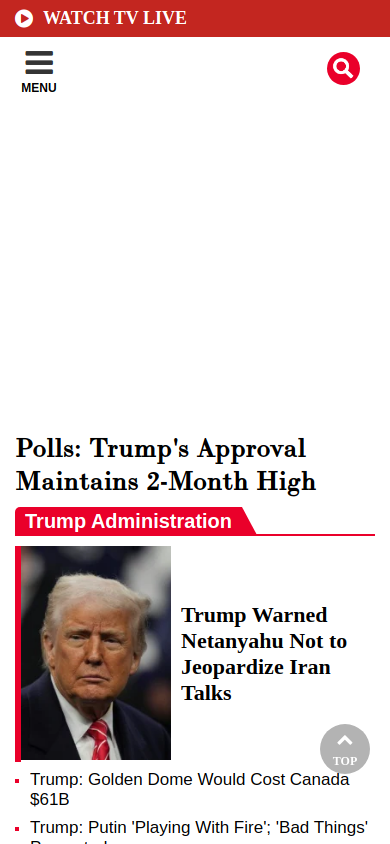 WATCH TV LIVE
MENU
Polls: Trump's Approval
Maintains 2-Month High
Trump Administration
Trump Warned
Netanyahu Not to
Jeopardize Iran
Talks
TOP
Trump: Golden Dome Would Cost Canada
$61B
Trump: Putin 'Playing With Fire'; 'Bad Things'